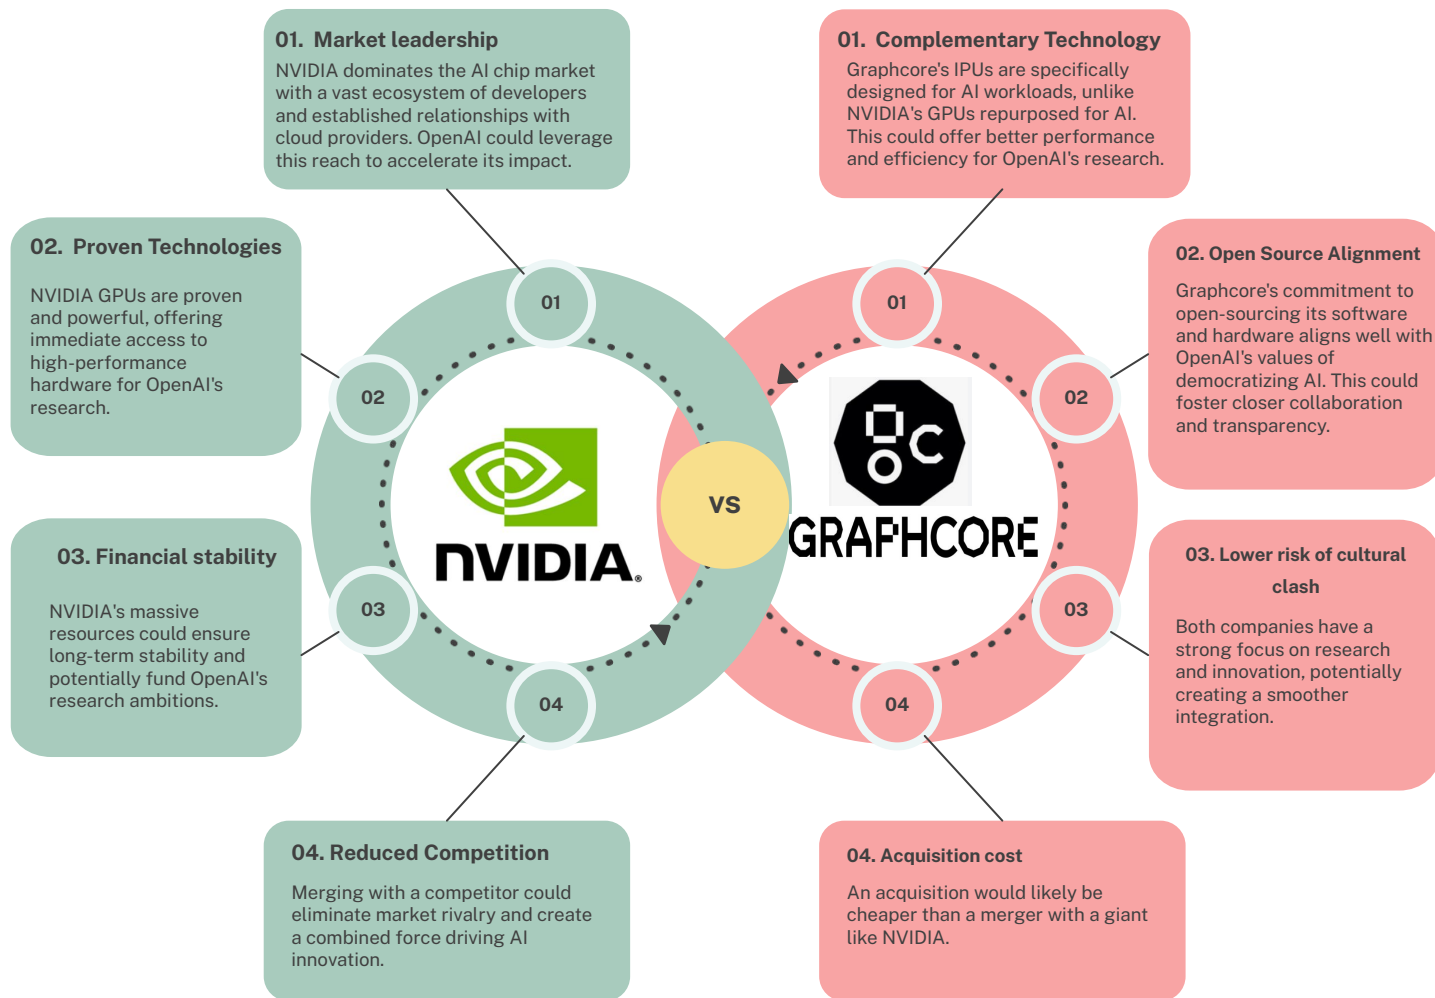 01. Market leadership
NVIDIA dominates the AI chip market
with a vast ecosystem of developers
and established relationships with
cloud providers. OpenAI could leverage
this reach to accelerate its impact.
01. Complementary Technology
Graphcore's IPUs are specifically
designed for AI workloads, unlike
NVIDIA's GPUs repurposed for AI.
This could offer better performance
and efficiency for OpenAI's research.
02. Proven Technologies
NVIDIA GPUs are proven
and powerful, offering
immediate access to
high-performance
hardware for OpenAI's
research.
02. Open Source Alignment
Graphcore's commitment to
open-sourcing its software
and hardware aligns well with
OpenAI's values of
democratizing AI. This could
foster closer collaboration
and transparency.
01
02
03
04
NVIDIA®
VS
01
02
03
04
GRAPHCORE
03. Financial stability
NVIDIA's massive
resources could ensure
long-term stability and
potentially fund OpenAI's
research ambitions.
03. Lower risk of cultural
clash
Both companies have a
strong focus on research
and innovation, potentially
creating a smoother
integration.
04. Reduced Competition
Merging with a competitor could
eliminate market rivalry and create
a combined force driving AI
innovation.
04. Acquisition cost
An acquisition would likely be
cheaper than a merger with a giant
like NVIDIA.